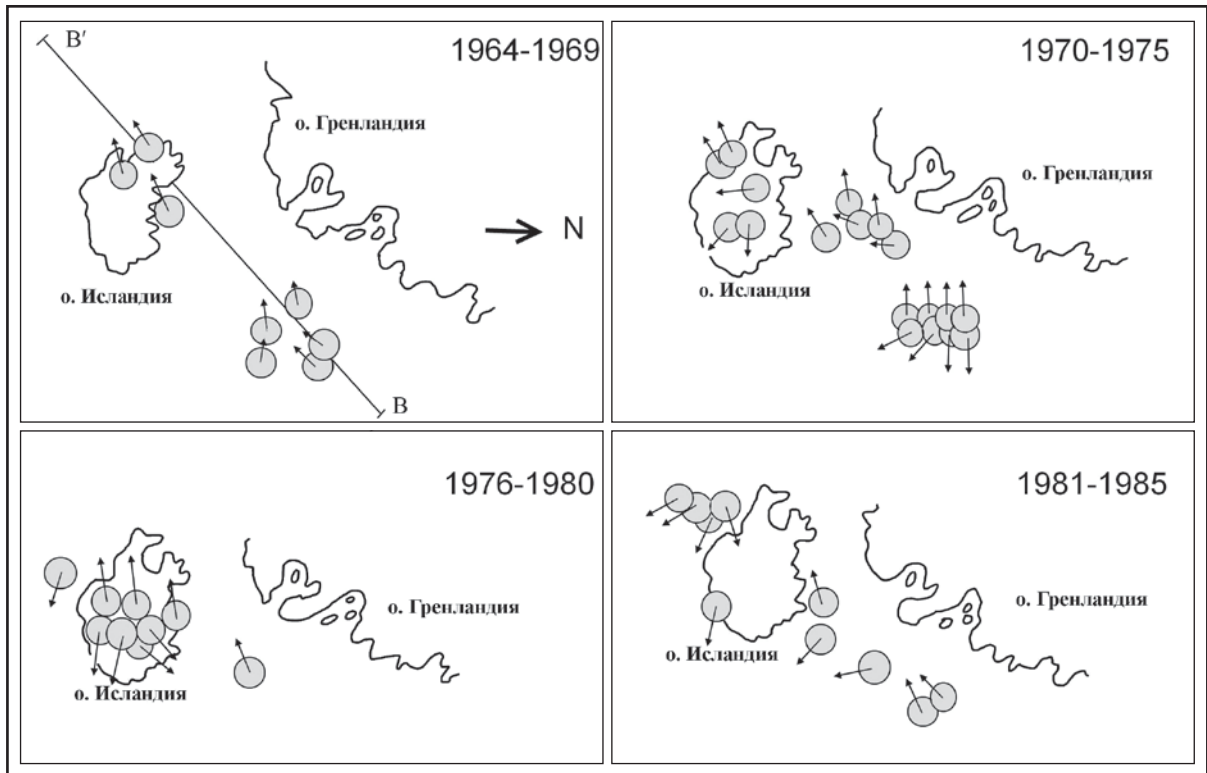 B′
1964-1969
о. Гренландия
N
о. Исландия
B
1970-1975
о. Гренландия
о. Исландия
1976-1980
о. Гренландия
о. Исландия
1981-1985
о. Гренландия
о. Исландия